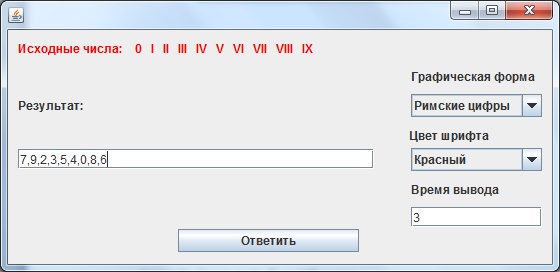 Исходные числа: 0 I II III IV V VI VII VIII IX
Графическая форма
Результат:
Римские цифры
Цвет шрифта
7,9,2,3,5,4,0,8,6
Красный
Время вывода
3
Ответить